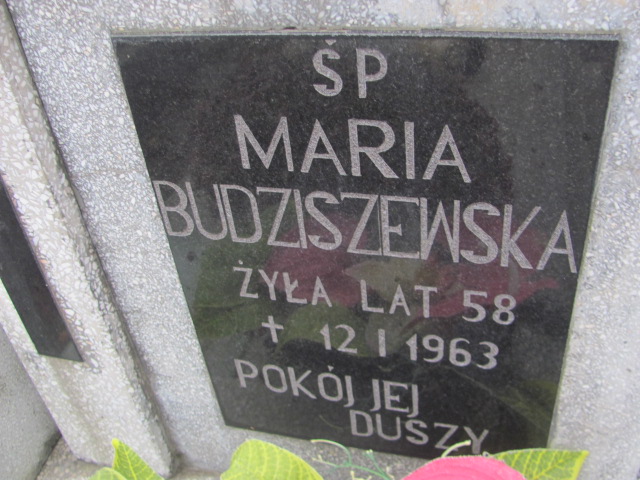 ŚP
MARIA
BUDZISZEWSKA
ŻYŁA LAT 58
+ 12 I 1963
POKÓJ JEJ
DUSZY